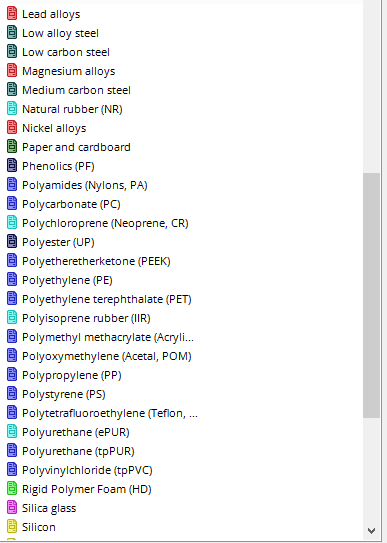 Lead alloys
Low alloy steel
Low carbon steel
Magnesium alloys
Medium carbon steel
Natural rubber (NR)
Nickel alloys
Paper and cardboard
Phenolics (PF)
Polyamides (Nylons, PA)
Polycarbonate (PC)
Polychloroprene (Neoprene, CR)
Polyester (UP)
Polyetheretherketone (PEEK)
Polyethylene (PE)
Polyethylene terephthalate (PET)
Polyisoprene rubber (IIR)
Polymethyl methacrylate (Acryli...
Polyoxymethylene (Acetal, POM)
Polypropylene (PP)
Polystyrene (PS)
Polytetrafluoroethylene (Teflon, ...
Polyurethane (ePUR)
Polyurethane (tpPUR)
Polyvinylchloride (tpPVC)
Rigid Polymer Foam (HD)
Silica glass
Silicon